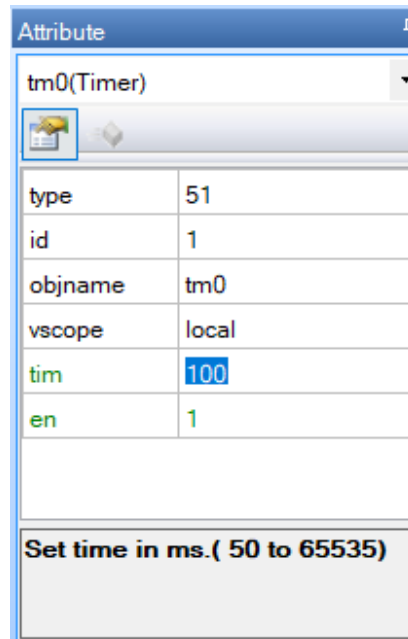 Attribute
tm0(Timer)
type 51
id 1
objname tm0
vscope local
tim 100
en 1
Set time in ms.( 50 to 65535)